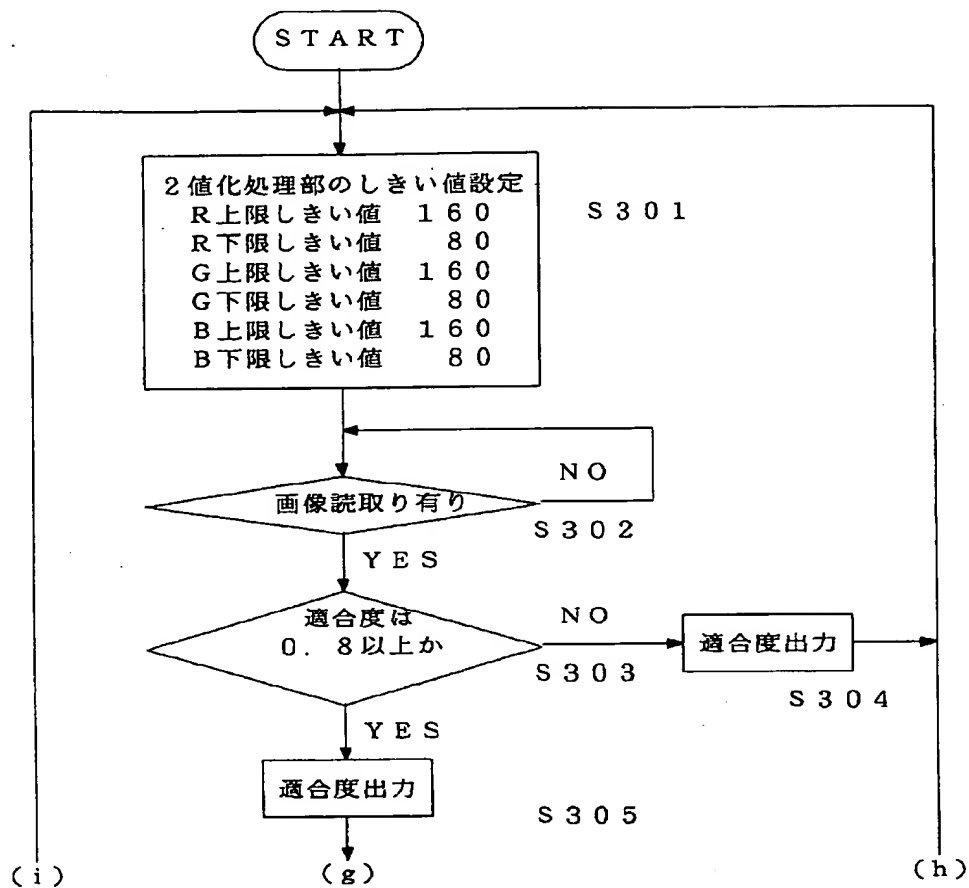 START
2値化処理部のしきい値設定
R上限しきい値 160
R下限しきい値 80
G上限しきい値 160
G下限しきい値 80
B上限しきい値 160
B下限しきい値 80
S301
NO
画像読取り有り
S302
YES
適合度は
0.8以上か
NO
S303
適合度出力
S304
YES
適合度出力
S305
(i)
(g)
(h)